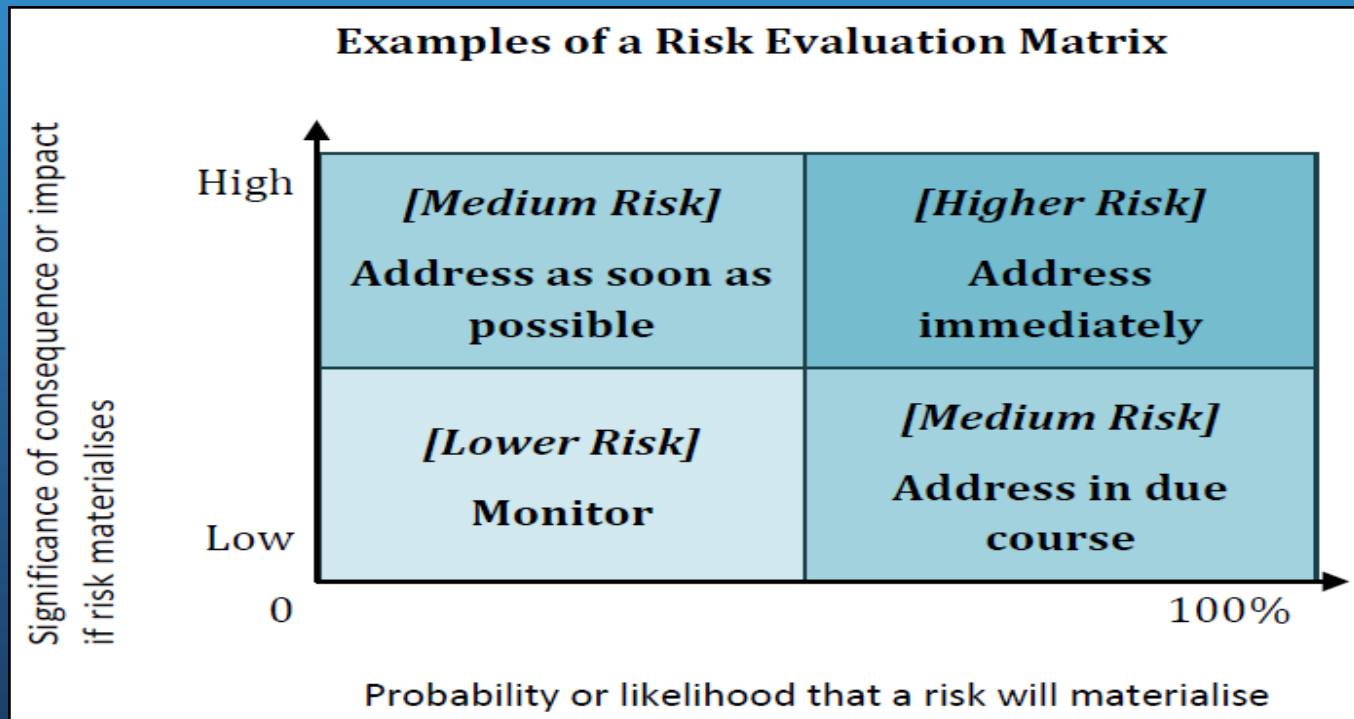 Examples of a Risk Evaluation Matrix
Significance of consequence or impact
if risk materialises
High
[Medium Risk]
Address as soon as
possible
[Higher Risk]
Address
immediately
[Lower Risk]
Monitor
[Medium Risk]
Address in due
course
Low
0
100%
Probability or likelihood that a risk will materialise